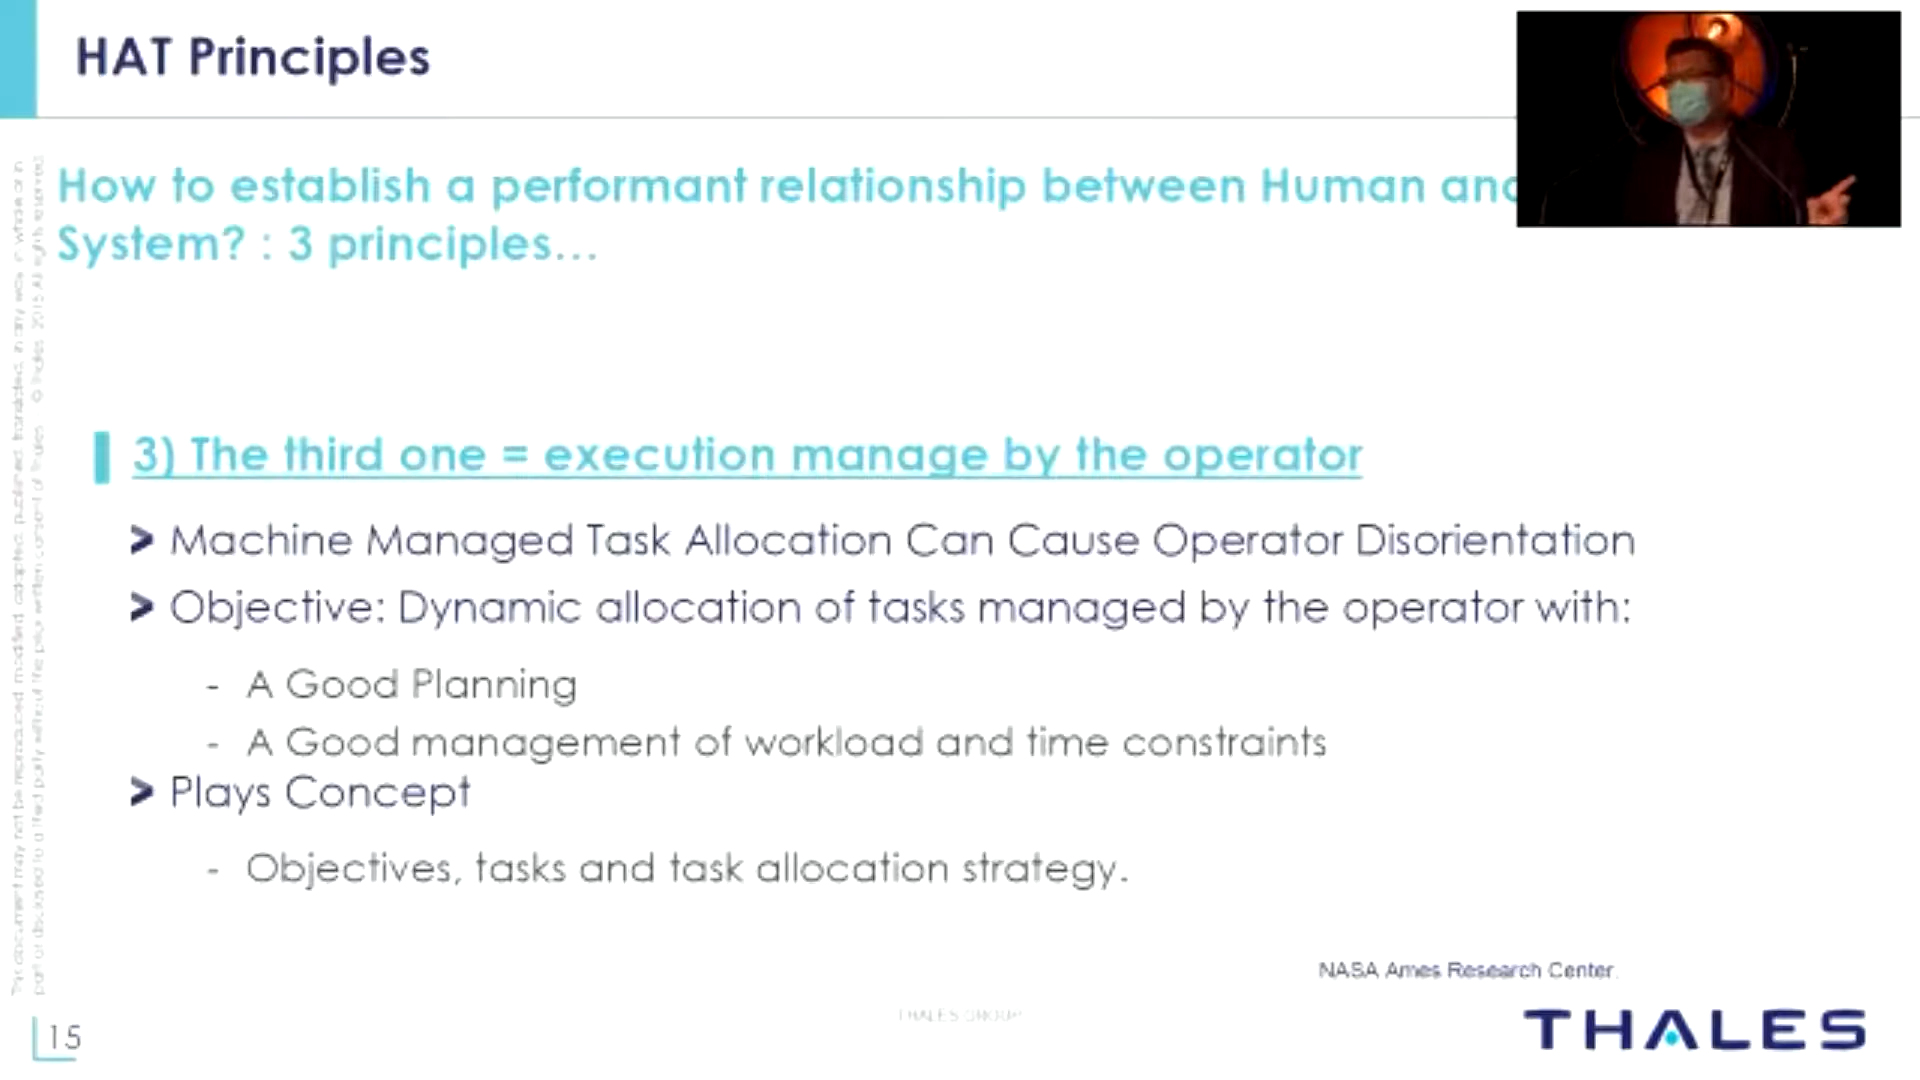 HAT Principles
How to establish a performant relationship between Human and
System? : 3 principles...
3) The third one = execution manage by the operator
> Machine Managed Task Allocation Can Cause Operator Disorientation
> Objective: Dynamic allocation of tasks managed by the operator with:
- A Good Planning
- A Good management of workload and time constraints
> Plays Concept
- Objectives, tasks and task allocation strategy.
NASA Ames Research Center.
THALES GROUP
15
THALES